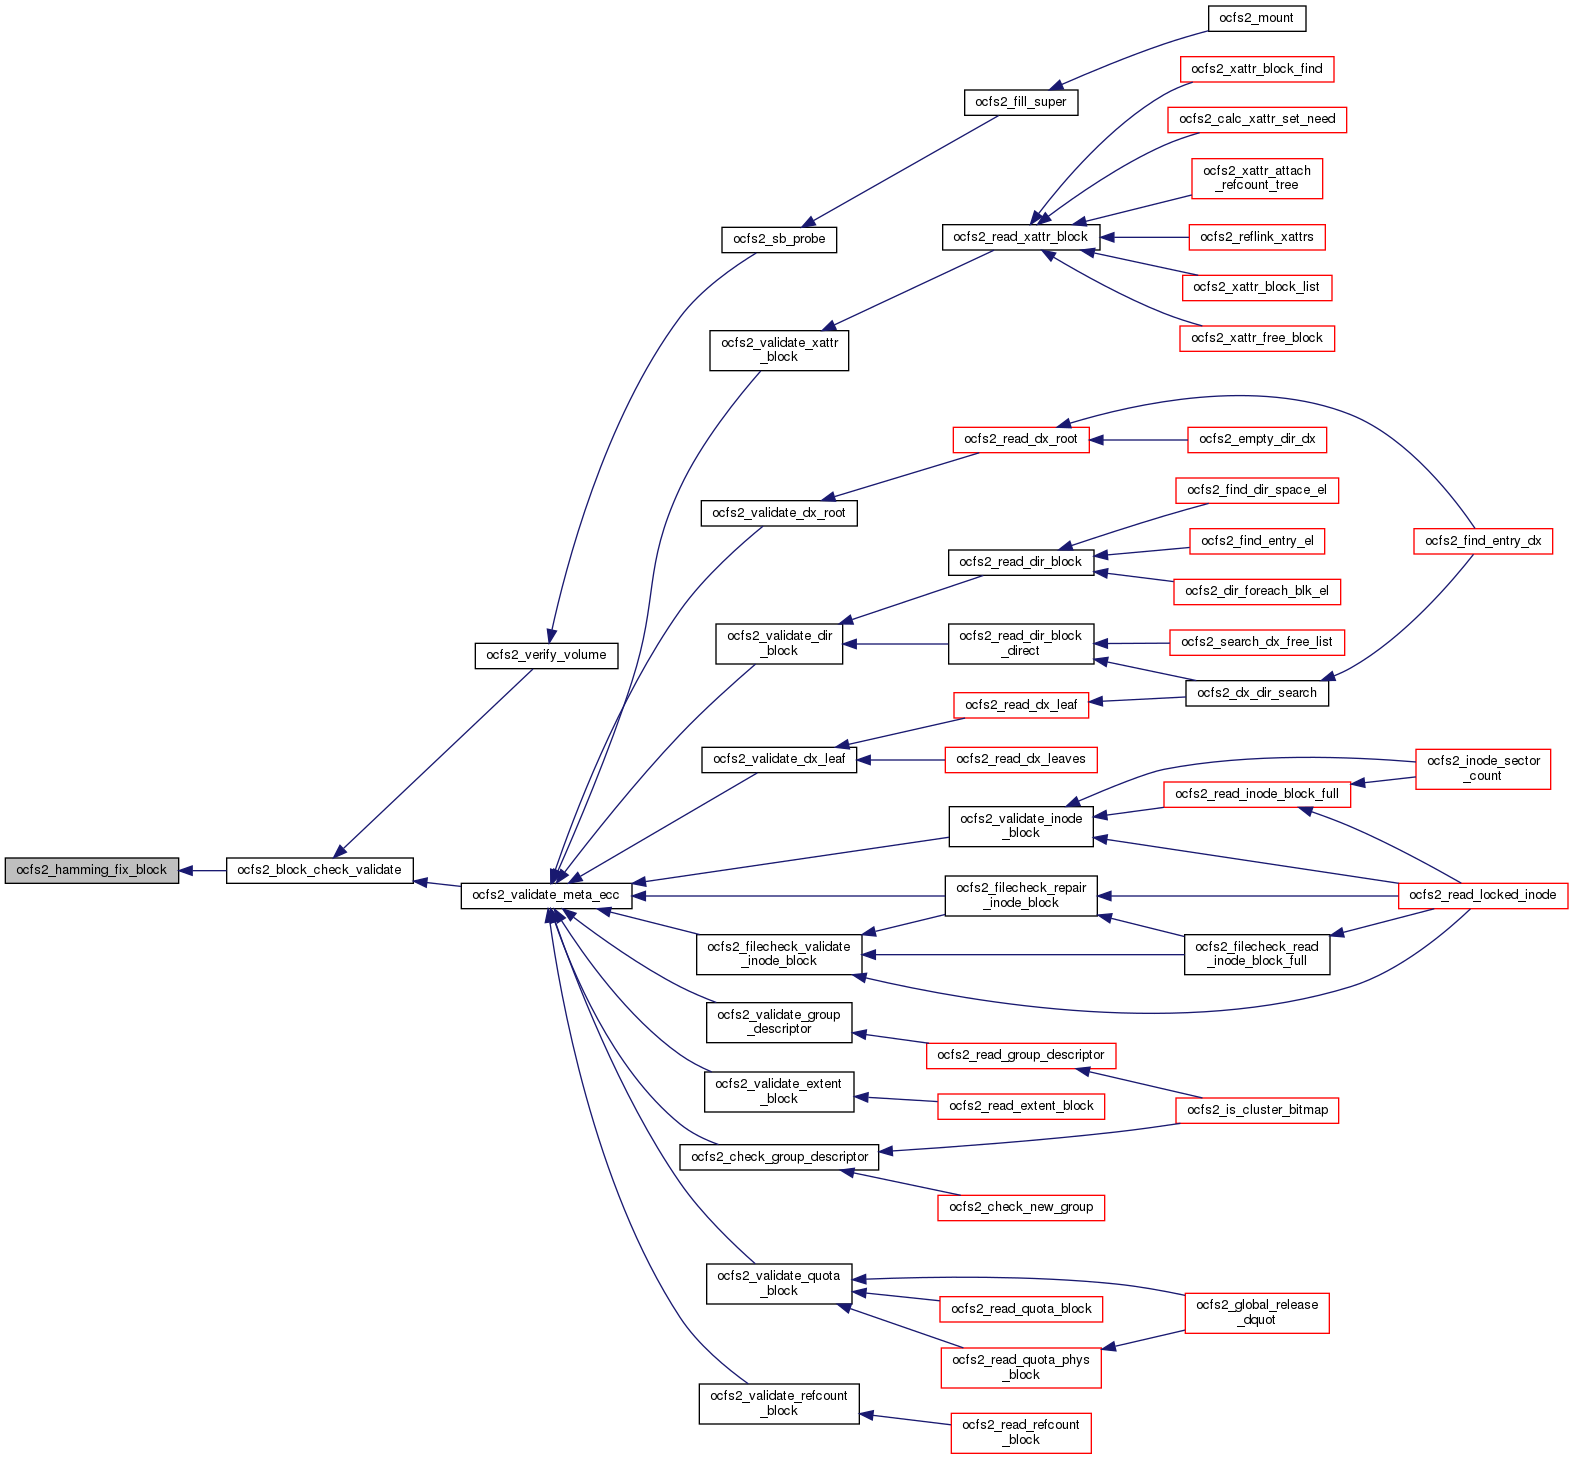 ocfs2_mount
ocfs2_xattr_block_find
ocfs2_fill_super
ocfs2_calc_xattr_set_need
ocfs2_xattr_attach
_refcount_tree
ocfs2_sb_probe
ocfs2_read_xattr_block
ocfs2_reflink_xattrs
ocfs2_xattr_block_list
ocfs2_validate_xattr
_block
ocfs2_xattr_free_block
ocfs2_read_dx_root
ocfs2_empty_dir_dx
ocfs2_find_dir_space_el
ocfs2_validate_dx_root
ocfs2_find_entry_el
ocfs2_find_entry_dx
ocfs2_read_dir_block
ocfs2_dir_foreach_blk_el
ocfs2_verify_volume
ocfs2_validate_dir
_block
ocfs2_read_dir_block
_direct
ocfs2_search_dx_free_list
ocfs2_dx_dir_search
ocfs2_read_dx_leaf
ocfs2_validate_dx_leaf
ocfs2_read_dx_leaves
ocfs2_inode_sector
_count
ocfs2_read_inode_block_full
ocfs2_validate_inode
_block
ocfs2_hamming_fix_block
ocfs2_block_check_validate
ocfs2_validate_meta_ecc
ocfs2_filecheck_repair
_inode_block
ocfs2_read_locked_inode
ocfs2_filecheck_validate
_inode_block
ocfs2_filecheck_read
_inode_block_full
ocfs2_validate_group
_descriptor
ocfs2_read_group_descriptor
ocfs2_validate_extent
_block
ocfs2_read_extent_block
ocfs2_is_cluster_bitmap
ocfs2_check_group_descriptor
ocfs2_check_new_group
ocfs2_validate_quota
_block
ocfs2_read_quota_block
ocfs2_global_release
_dquot
ocfs2_read_quota_phys
_block
ocfs2_validate_refcount
_block
ocfs2_read_refcount
_block